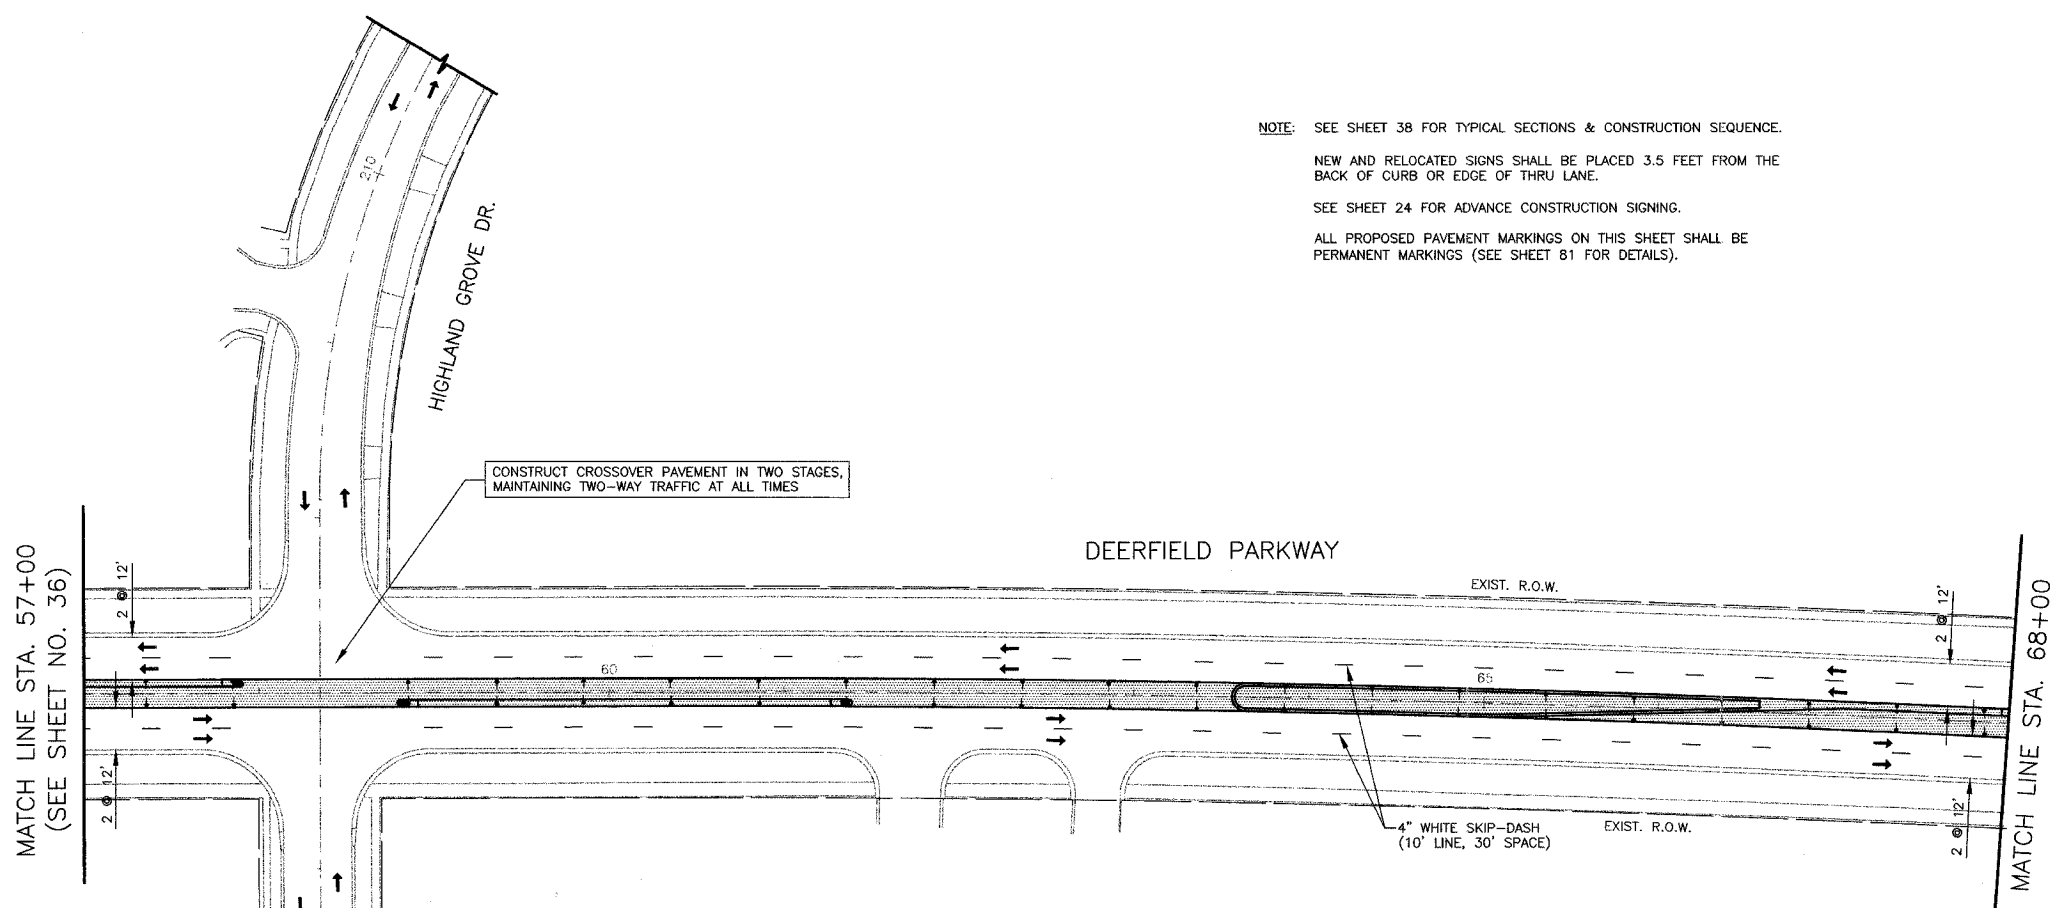 NOTE: SEE SHEET 38 FOR TYPICAL SECTIONS & CONSTRUCTION SEQUENCE.
NEW AND RELOCATED SIGNS SHALL BE PLACED 3.5 FEET FROM THE
BACK OF CURB OR EDGE OF THRU LANE.
SEE SHEET 24 FOR ADVANCE CONSTRUCTION SIGNING.
ALL PROPOSED PAVEMENT MARKINGS ON THIS SHEET SHALL BE
PERMANENT MARKINGS (SEE SHEET 81 FOR DETAILS).
210
HIGHLAND GROVE DR.
CONSTRUCT CROSSOVER PAVEMENT IN TWO STAGES,
MAINTAINING TWO-WAY TRAFFIC AT ALL TIMES
DEERFIELD PARKWAY
EXIST. R.O.W.
MATCH LINE STA. 57+00
(SEE SHEET NO. 36)
2 @ 12'
2 @ 12'
60
65
2 @ 12'
2 @ 12'
4" WHITE SKIP-DASH
(10' LINE, 30' SPACE)
EXIST. R.O.W.
MATCH LINE STA. 68+00